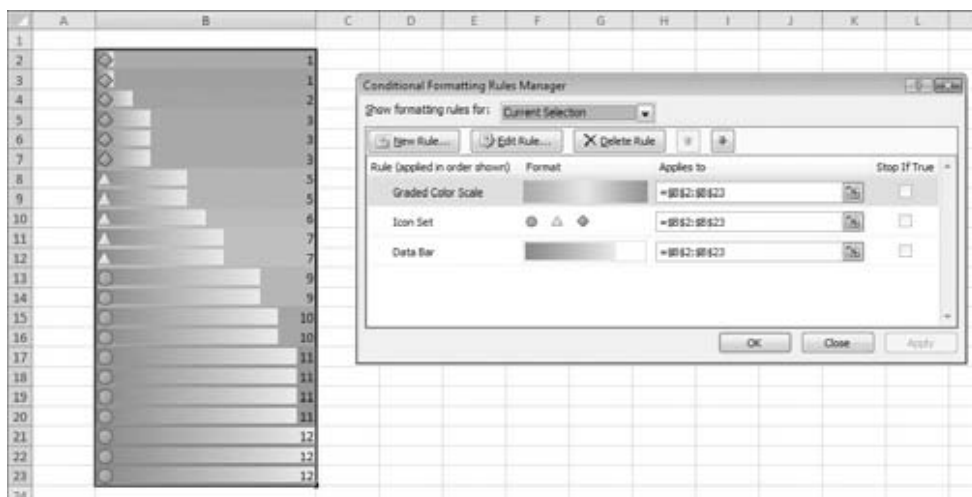 A B C D E F G H I J K L
1
2 1
3 1
4 2
5 3
6 3
7 3
8 5
9 5
10 6
11 7
12 7
13 9
14 9
15 10
16 10
17 11
18 11
19 11
20 11
21 12
22 12
23 12
24
Conditional Formatting Rules Manager
Show formatting rules for: Current Selection
New Rule... Edit Rule... Delete Rule
Rule (applied in order shown) Format Applies to Stop If True
Graded Color Scale =$B$2:$B$23
Icon Set =$B$2:$B$23
Data Bar =$B$2:$B$23
OK Close Apply